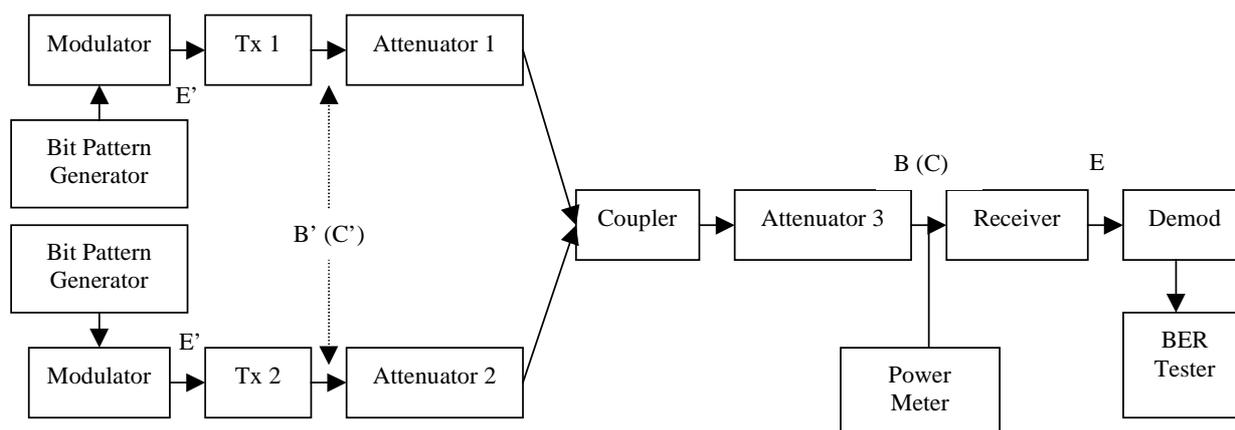 Modulator
Tx 1
Attenuator 1
E’
Bit Pattern
Generator
B (C)
E
Coupler
Attenuator 3
Receiver
Demod
B’ (C’)
Bit Pattern
Generator
E’
Modulator
Tx 2
Attenuator 2
Power
Meter
BER
Tester